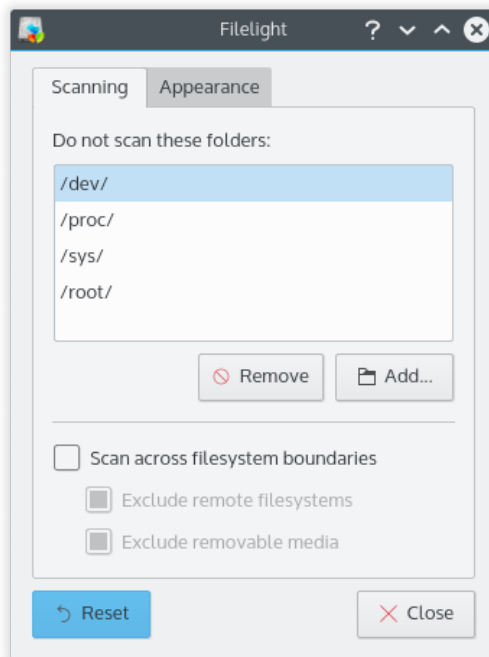 Filelight
Scanning Appearance
Do not scan these folders:
/dev/
/proc/
/sys/
/root/
Remove Add...
Scan across filesystem boundaries
Exclude remote filesystems
Exclude removable media
Reset Close